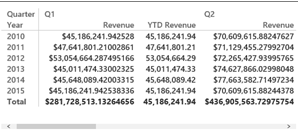 Quarter Q1 Q2
Year Revenue YTD Revenue Revenue
2010 $45,186,241.942528 45,186,241.94 $70,609,615.88247627
2011 $47,641,801.21002861 47,641,801.21 $71,129,455.27992704
2012 $53,054,664.287495166 53,054,664.29 $72,265,427.93995765
2013 $45,011,474.33002325 45,011,474.33 $74,627,866.02998048
2014 $45,648,089.42003315 45,648,089.42 $77,663,582.71497234
2015 $45,186,241.942538336 45,186,241.94 $70,609,615.88244378
Total $281,728,513.13264656 45,186,241.94 $436,905,563.72975754